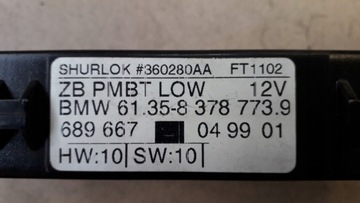 SHURLOK #360280AA FT1102
ZB PMBT LOW 12V
BMW 61.35-8 378 773.9
689 667 04 99 01
HW:10 SW:10